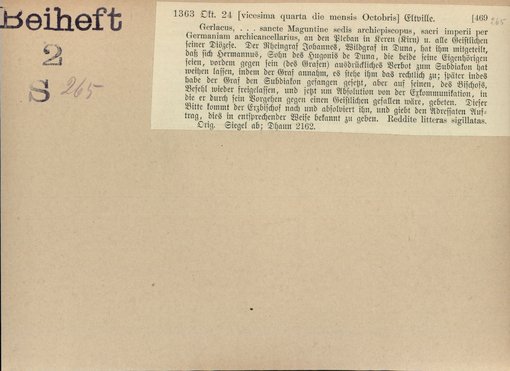 Beiheft
2
S 265
1363 Okt. 24 [vicesima quarta die mensis Octobris] Eltville. [469 265
Gerlacus, . . . sancte Maguntine sedis archiepiscopus, sacri imperii per
Germaniam archicancellarius, an den Pleban in Keren (Kirn) u. alle Geistlichen
seiner Diözese. Der Rheingraf Johannes, Wildgraf in Duna, hat ihm mitgeteilt,
daß sich Hermannus, Sohn des Hugonis de Duna, die beide seine Eigenhörigen
seien, vordem gegen sein (des Grafen) ausdrückliches Verbot zum Subdiakon hat
weihen lassen, indem der Graf annahm, es stehe ihm das rechtlich zu; später indes
habe der Graf den Subdiakon gefangen gesetzt, aber auf seinen, des Bischofs,
Befehl wieder freigelassen, und jetzt um Absolution von der Exkommunikation, in
die er durch sein Vorgehen gegen einen Geistlichen gefallen wäre, gebeten. Dieser
Bitte kommt der Erzbischof nach und absolviert ihn, und giebt den Adressaten Auf-
trag, dies in entsprechender Weise bekannt zu geben. Reddite litteras sigillatas.
Orig. Siegel ab; Dhaun 2162.